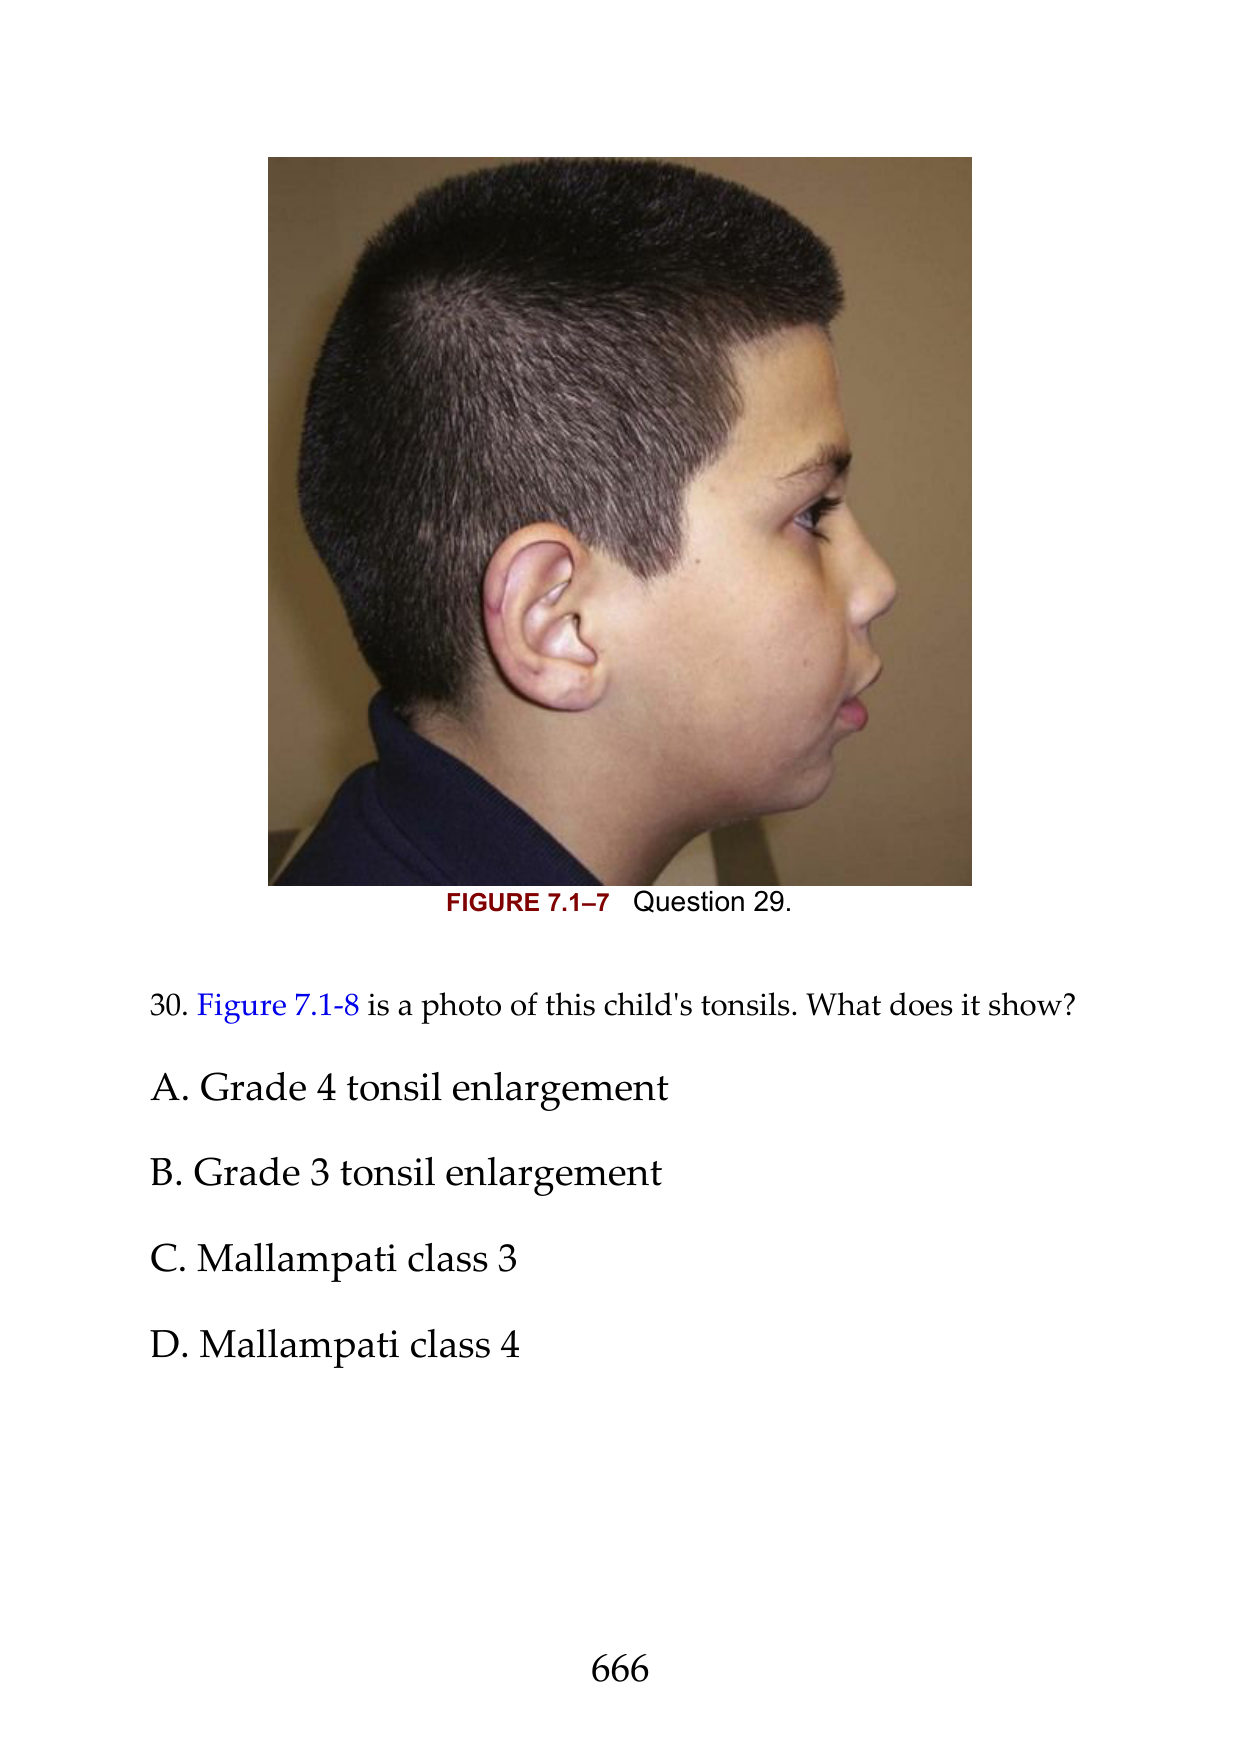 FIGURE 7.1–7 Question 29.
30. Figure 7.1-8 is a photo of this child's tonsils. What does it show?
A. Grade 4 tonsil enlargement
B. Grade 3 tonsil enlargement
C. Mallampati class 3
D. Mallampati class 4
666